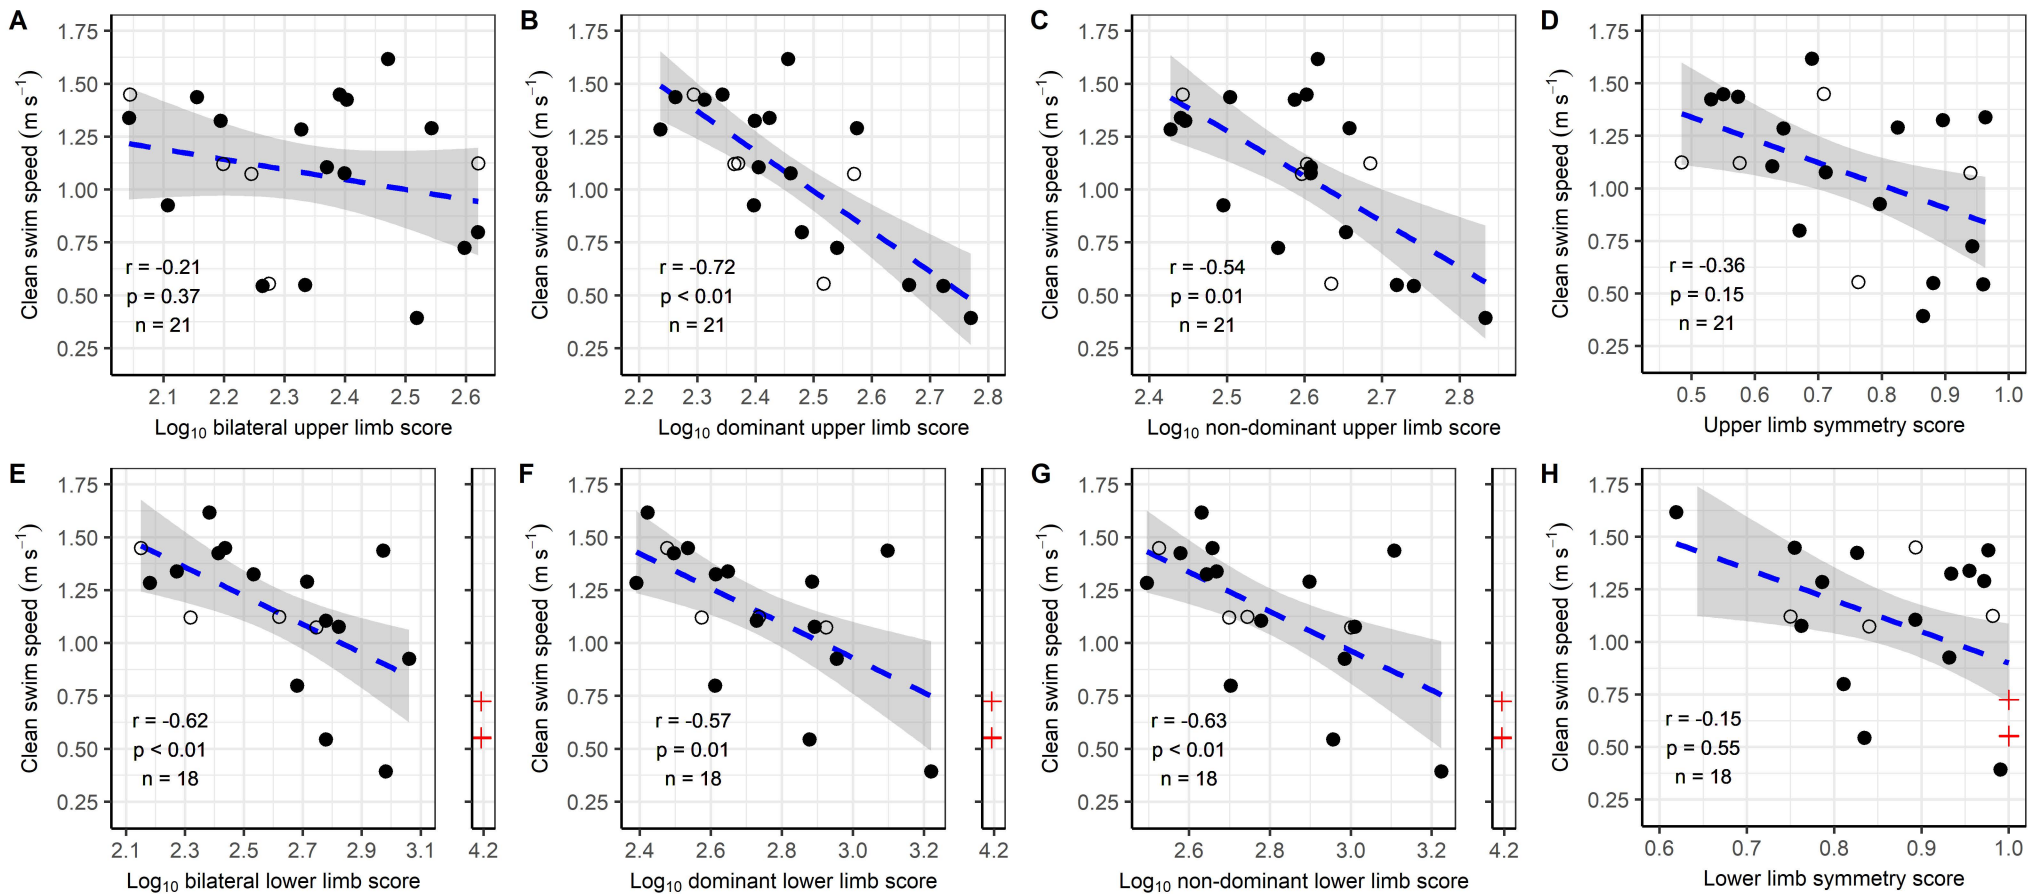 A
Clean swim speed (m s⁻¹)
1.75
1.50
1.25
1.00
0.75
0.50
0.25
r = -0.21
p = 0.37
n = 21
2.1 2.2 2.3 2.4 2.5 2.6
Log₁₀ bilateral upper limb score
B
Clean swim speed (m s⁻¹)
1.75
1.50
1.25
1.00
0.75
0.50
0.25
r = -0.72
p < 0.01
n = 21
2.2 2.3 2.4 2.5 2.6 2.7 2.8
Log₁₀ dominant upper limb score
C
Clean swim speed (m s⁻¹)
1.75
1.50
1.25
1.00
0.75
0.50
0.25
r = -0.54
p = 0.01
n = 21
2.4 2.5 2.6 2.7 2.8
Log₁₀ non-dominant upper limb score
D
Clean swim speed (m s⁻¹)
1.75
1.50
1.25
1.00
0.75
0.50
0.25
r = -0.36
p = 0.15
n = 21
0.5 0.6 0.7 0.8 0.9 1.0
Upper limb symmetry score
E
Clean swim speed (m s⁻¹)
1.75
1.50
1.25
1.00
0.75
0.50
0.25
r = -0.62
p < 0.01
n = 18
2.1 2.3 2.5 2.7 2.9 3.1 4.2
Log₁₀ bilateral lower limb score
F
Clean swim speed (m s⁻¹)
1.75
1.50
1.25
1.00
0.75
0.50
0.25
r = -0.57
p = 0.01
n = 18
2.4 2.6 2.8 3.0 3.2 4.2
Log₁₀ dominant lower limb score
G
Clean swim speed (m s⁻¹)
1.75
1.50
1.25
1.00
0.75
0.50
0.25
r = -0.63
p < 0.01
n = 18
2.6 2.8 3.0 3.2 4.2
Log₁₀ non-dominant lower limb score
H
Clean swim speed (m s⁻¹)
1.75
1.50
1.25
1.00
0.75
0.50
0.25
r = -0.15
p = 0.55
n = 18
0.6 0.7 0.8 0.9 1.0
Lower limb symmetry score